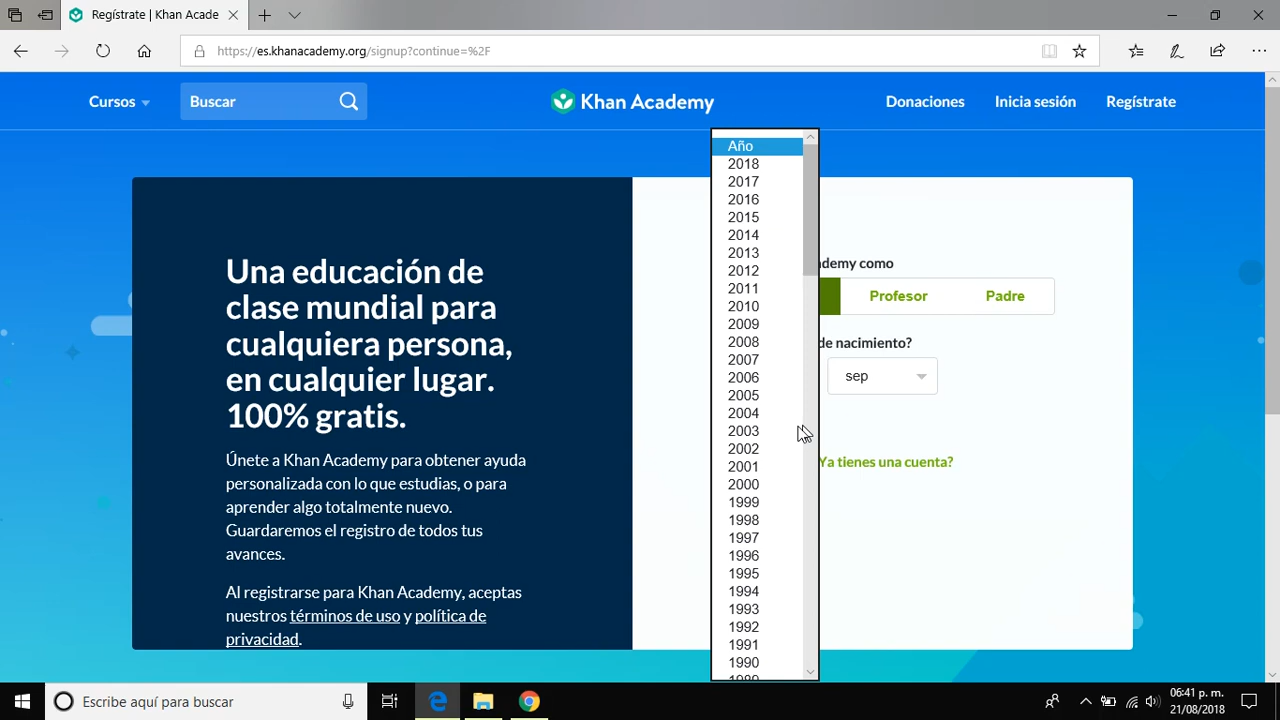 Regístrate | Khan Acade
https://es.khanacademy.org/signup?continue=%2F
Cursos
Buscar
Khan Academy
Donaciones
Inicia sesión
Regístrate
Una educación de
clase mundial para
cualquiera persona,
en cualquier lugar.
100% gratis.
Únete a Khan Academy para obtener ayuda
personalizada con lo que estudias, o para
aprender algo totalmente nuevo.
Guardaremos el registro de todos tus
avances.
Al registrarse para Khan Academy, aceptas
nuestros términos de uso y política de
privacidad.
Año
2018
2017
2016
2015
2014
2013
2012
2011
2010
2009
2008
2007
2006
2005
2004
2003
2002
2001
2000
1999
1998
1997
1996
1995
1994
1993
1992
1991
1990
1989
ademy como
Profesor
Padre
de nacimiento?
sep
Ya tienes una cuenta?
Escribe aquí para buscar
06:41 p. m.
21/08/2018